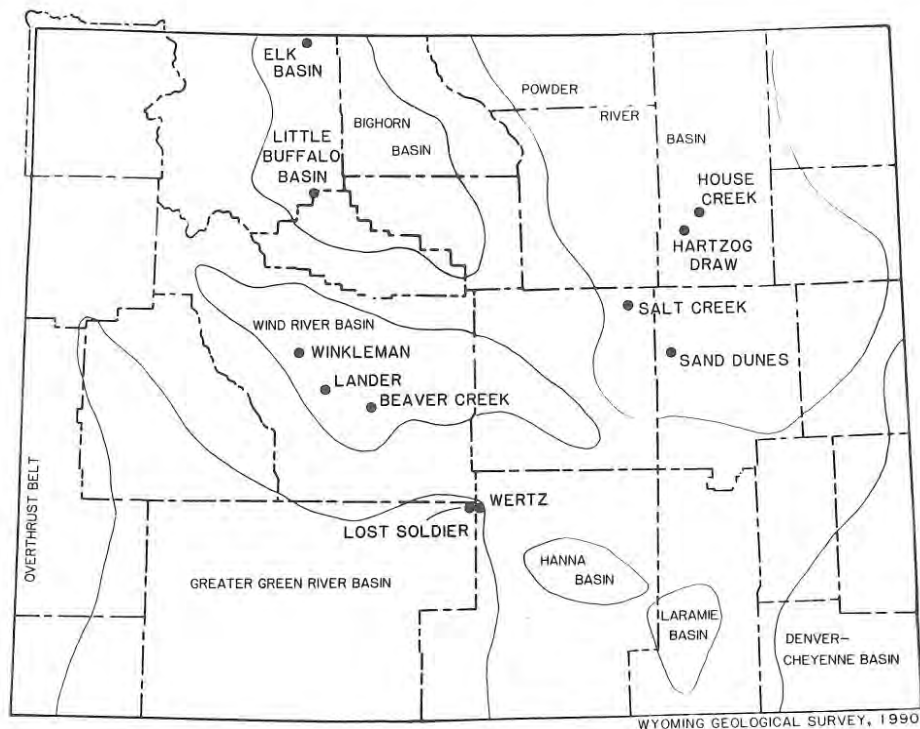 ELK
BASIN
LITTLE
BUFFALO
BASIN
BIGHORN
BASIN
POWDER
RIVER
BASIN
HOUSE
CREEK
HARTZOG
DRAW
SALT CREEK
SAND DUNES
WIND RIVER BASIN
WINKLEMAN
LANDER
BEAVER CREEK
OVERTHRUST BELT
WERTZ
LOST SOLDIER
GREATER GREEN RIVER BASIN
HANNA
BASIN
LARAMIE
BASIN
DENVER-
CHEYENNE BASIN
WYOMING GEOLOGICAL SURVEY, 1990